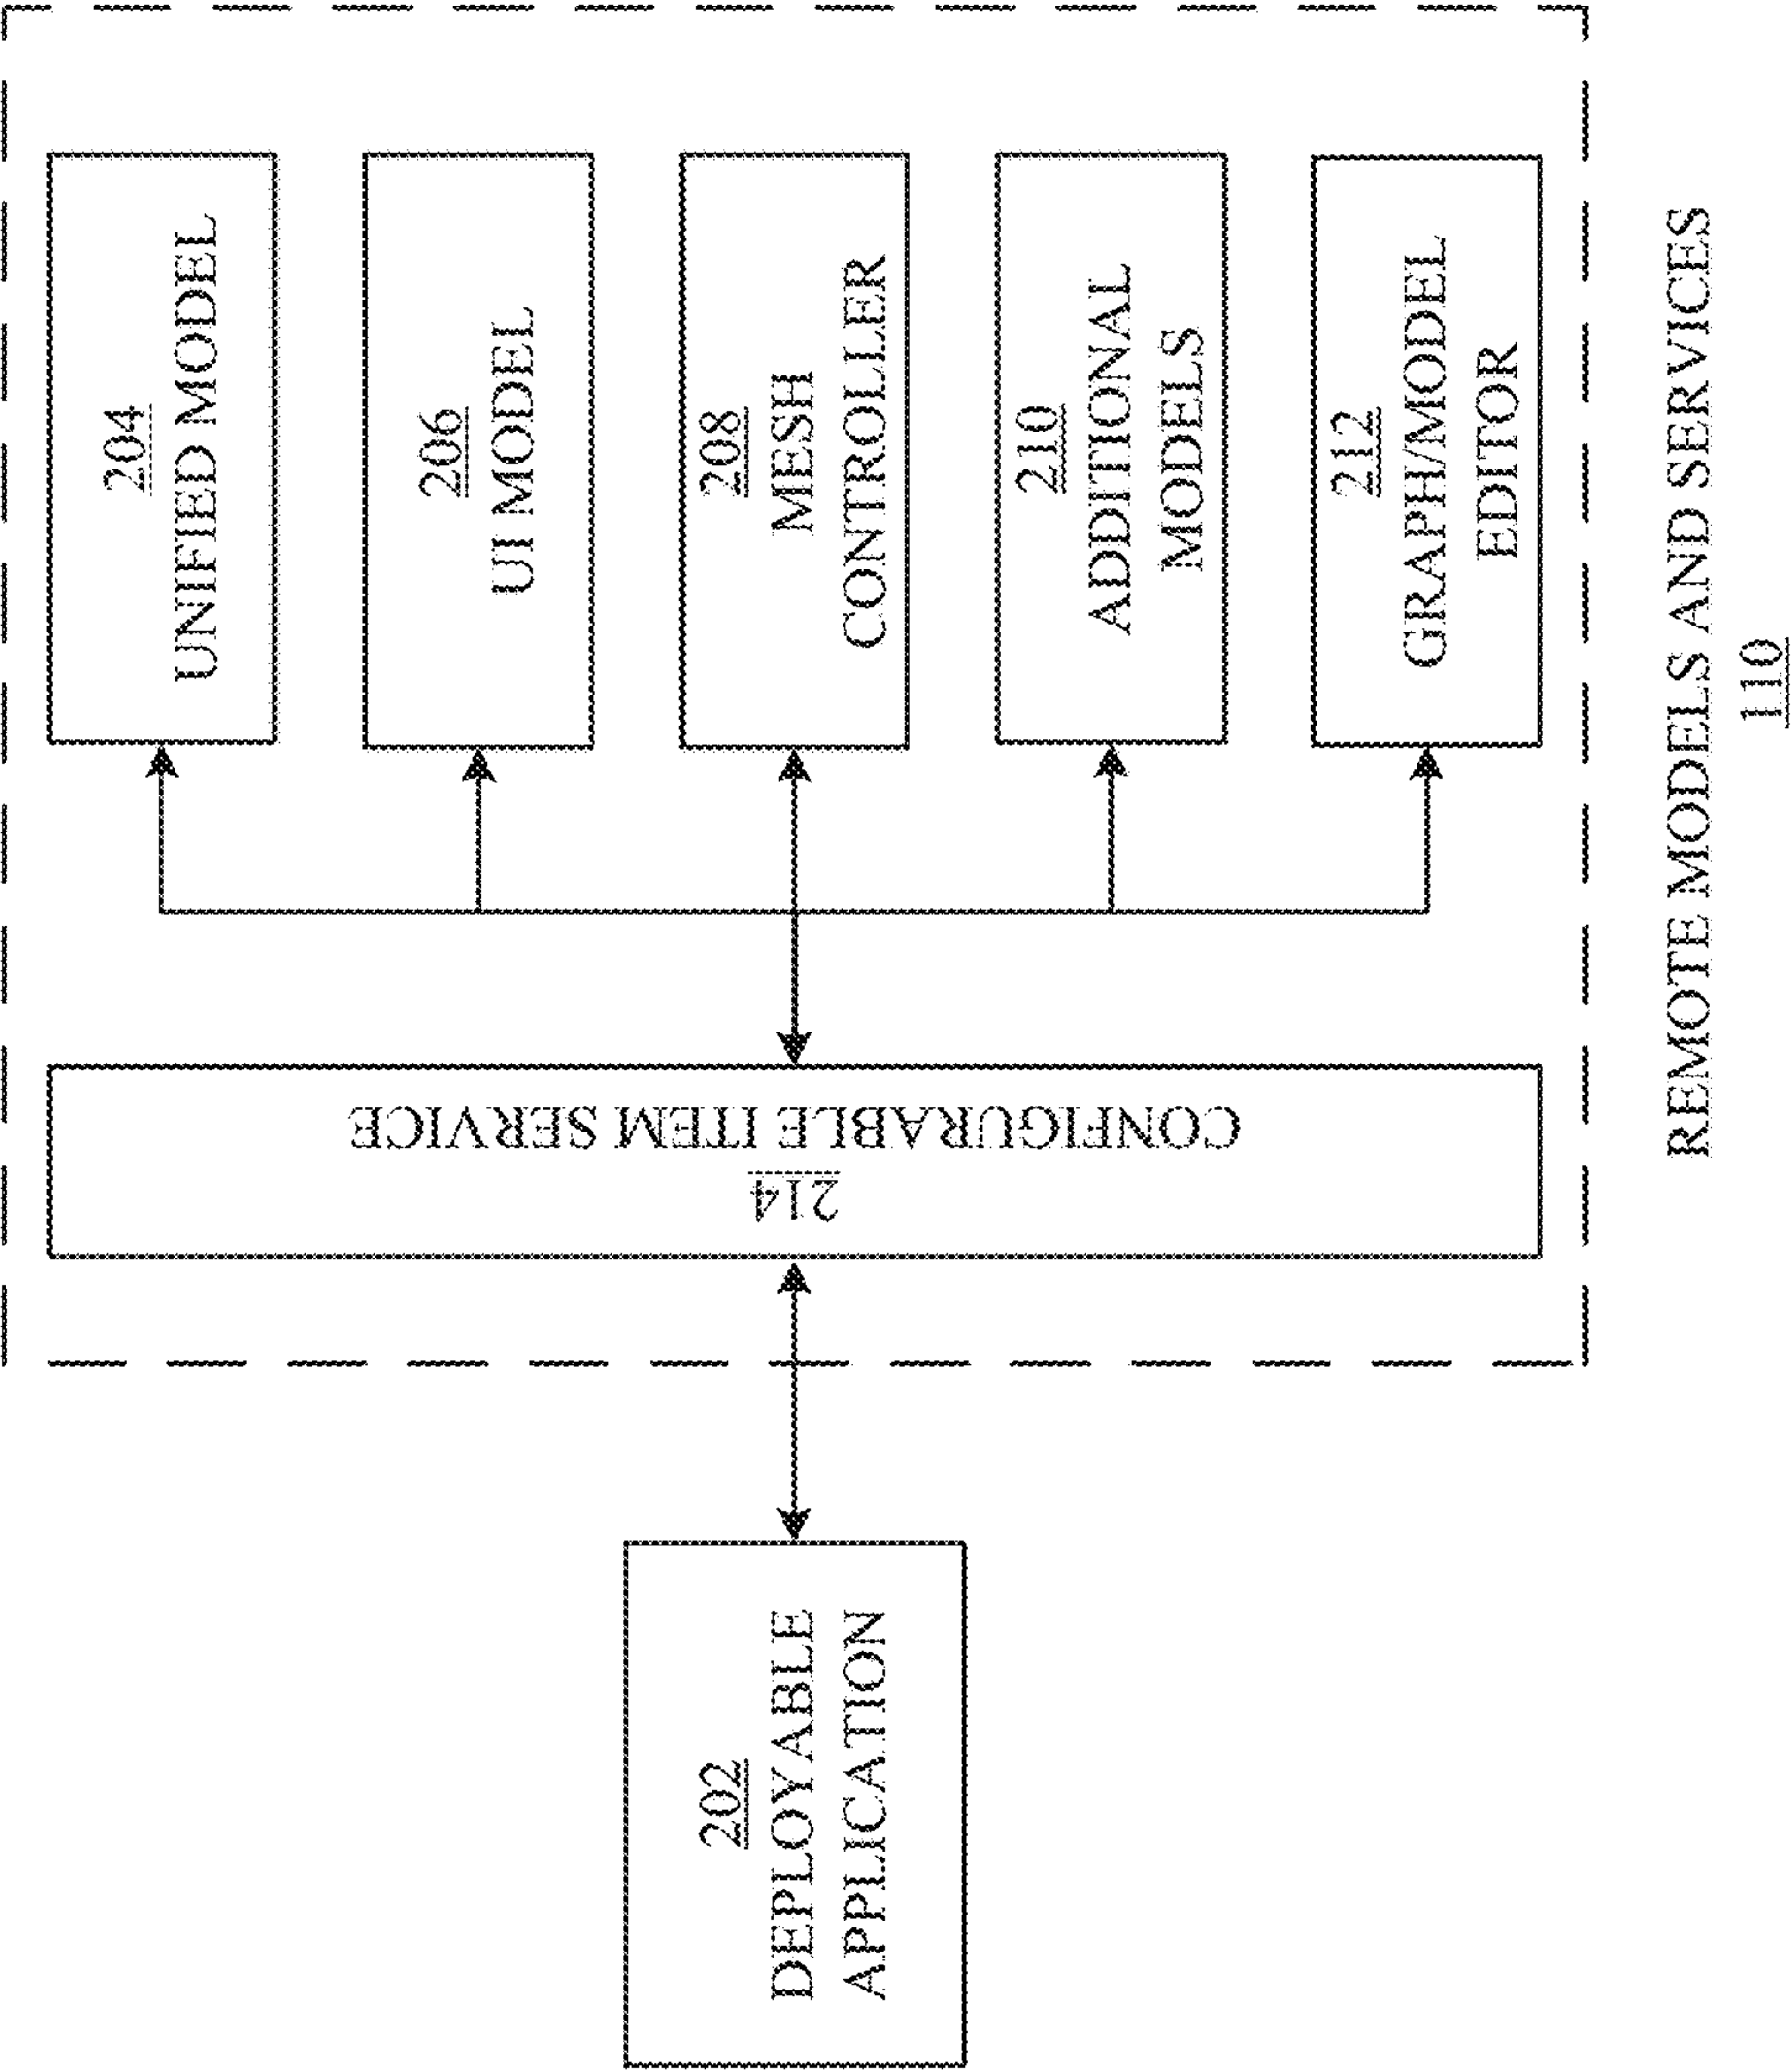 202
DEPLOYABLE
APPLICATION
214
CONFIGURABLE ITEM SERVICE
204
UNIFIED MODEL
206
UI MODEL
208
MESH
CONTROLLER
210
ADDITIONAL
MODELS
212
GRAPH/MODEL
EDITOR
REMOTE MODELS AND SERVICES
110